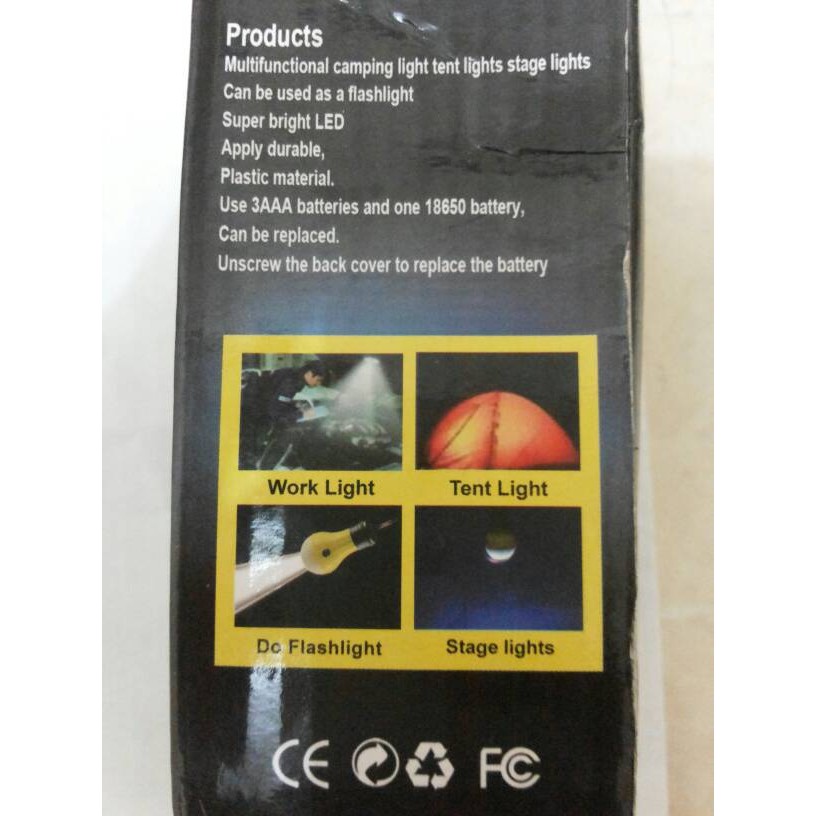 Products
Multifunctional camping light tent lights stage lights
Can be used as a flashlight
Super bright LED
Apply durable,
Plastic material.
Use 3AAA batteries and one 18650 battery,
Can be replaced.
Unscrew the back cover to replace the battery
Work Light
Tent Light
Do Flashlight
Stage lights
CE FC